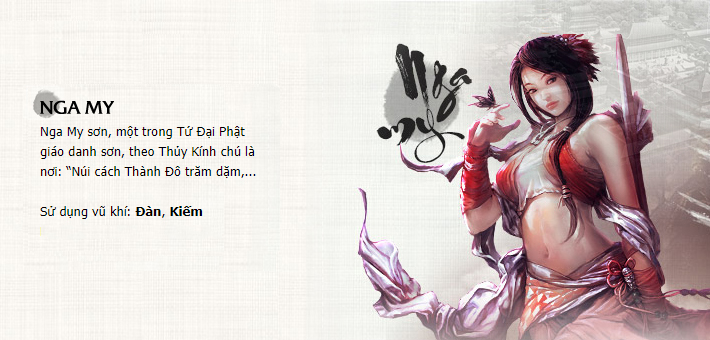 NGA MY
Nga My sơn, một trong Tứ Đại Phật
giáo danh sơn, theo Thủy Kính chú là
nơi: “Núi cách Thành Đô trăm dặm,...
Sử dụng vũ khí: Đàn, Kiếm
Nga
my